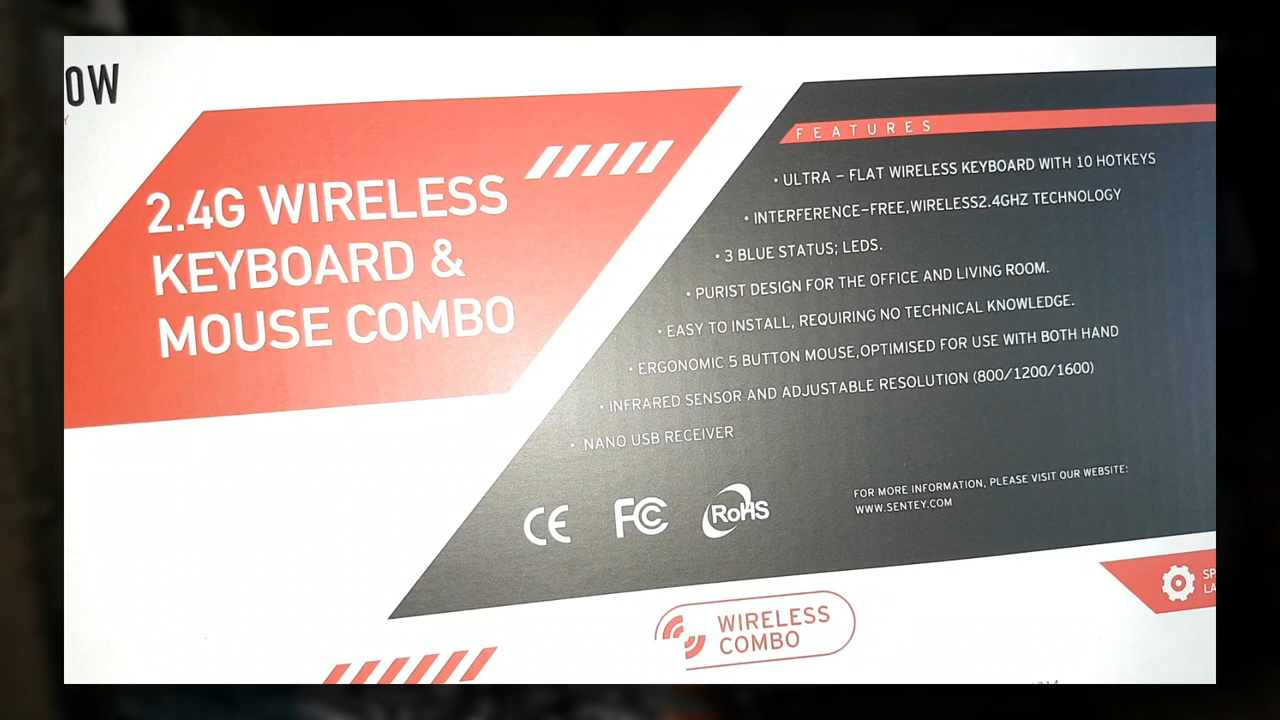 OW
Y
2.4G WIRELESS
KEYBOARD &
MOUSE COMBO
FEATURES
• ULTRA - FLAT WIRELESS KEYBOARD WITH 10 HOTKEYS
• INTERFERENCE-FREE,WIRELESS2.4GHZ TECHNOLOGY
• 3 BLUE STATUS; LEDS.
• PURIST DESIGN FOR THE OFFICE AND LIVING ROOM.
• EASY TO INSTALL, REQUIRING NO TECHNICAL KNOWLEDGE.
• ERGONOMIC 5 BUTTON MOUSE,OPTIMISED FOR USE WITH BOTH HAND
• INFRARED SENSOR AND ADJUSTABLE RESOLUTION (800/1200/1600)
• NANO USB RECEIVER
CE FC RoHS
FOR MORE INFORMATION, PLEASE VISIT OUR WEBSITE:
WWW.SENTEY.COM
SP
LA
WIRELESS
COMBO